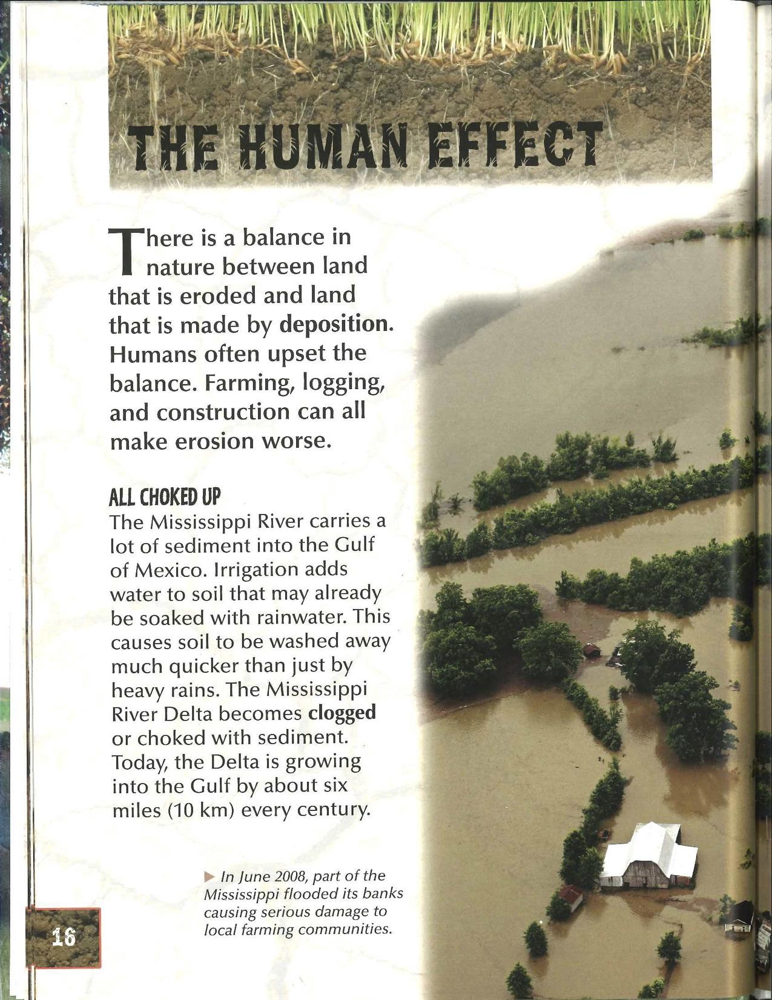 THE HUMAN EFFECT
There is a balance in
nature between land
that is eroded and land
that is made by deposition.
Humans often upset the
balance. Farming, logging,
and construction can all
make erosion worse.
ALL CHOKED UP
The Mississippi River carries a
lot of sediment into the Gulf
of Mexico. Irrigation adds
water to soil that may already
be soaked with rainwater. This
causes soil to be washed away
much quicker than just by
heavy rains. The Mississippi
River Delta becomes clogged
or choked with sediment.
Today, the Delta is growing
into the Gulf by about six
miles (10 km) every century.
▶ In June 2008, part of the
Mississippi flooded its banks
causing serious damage to
local farming communities.
16